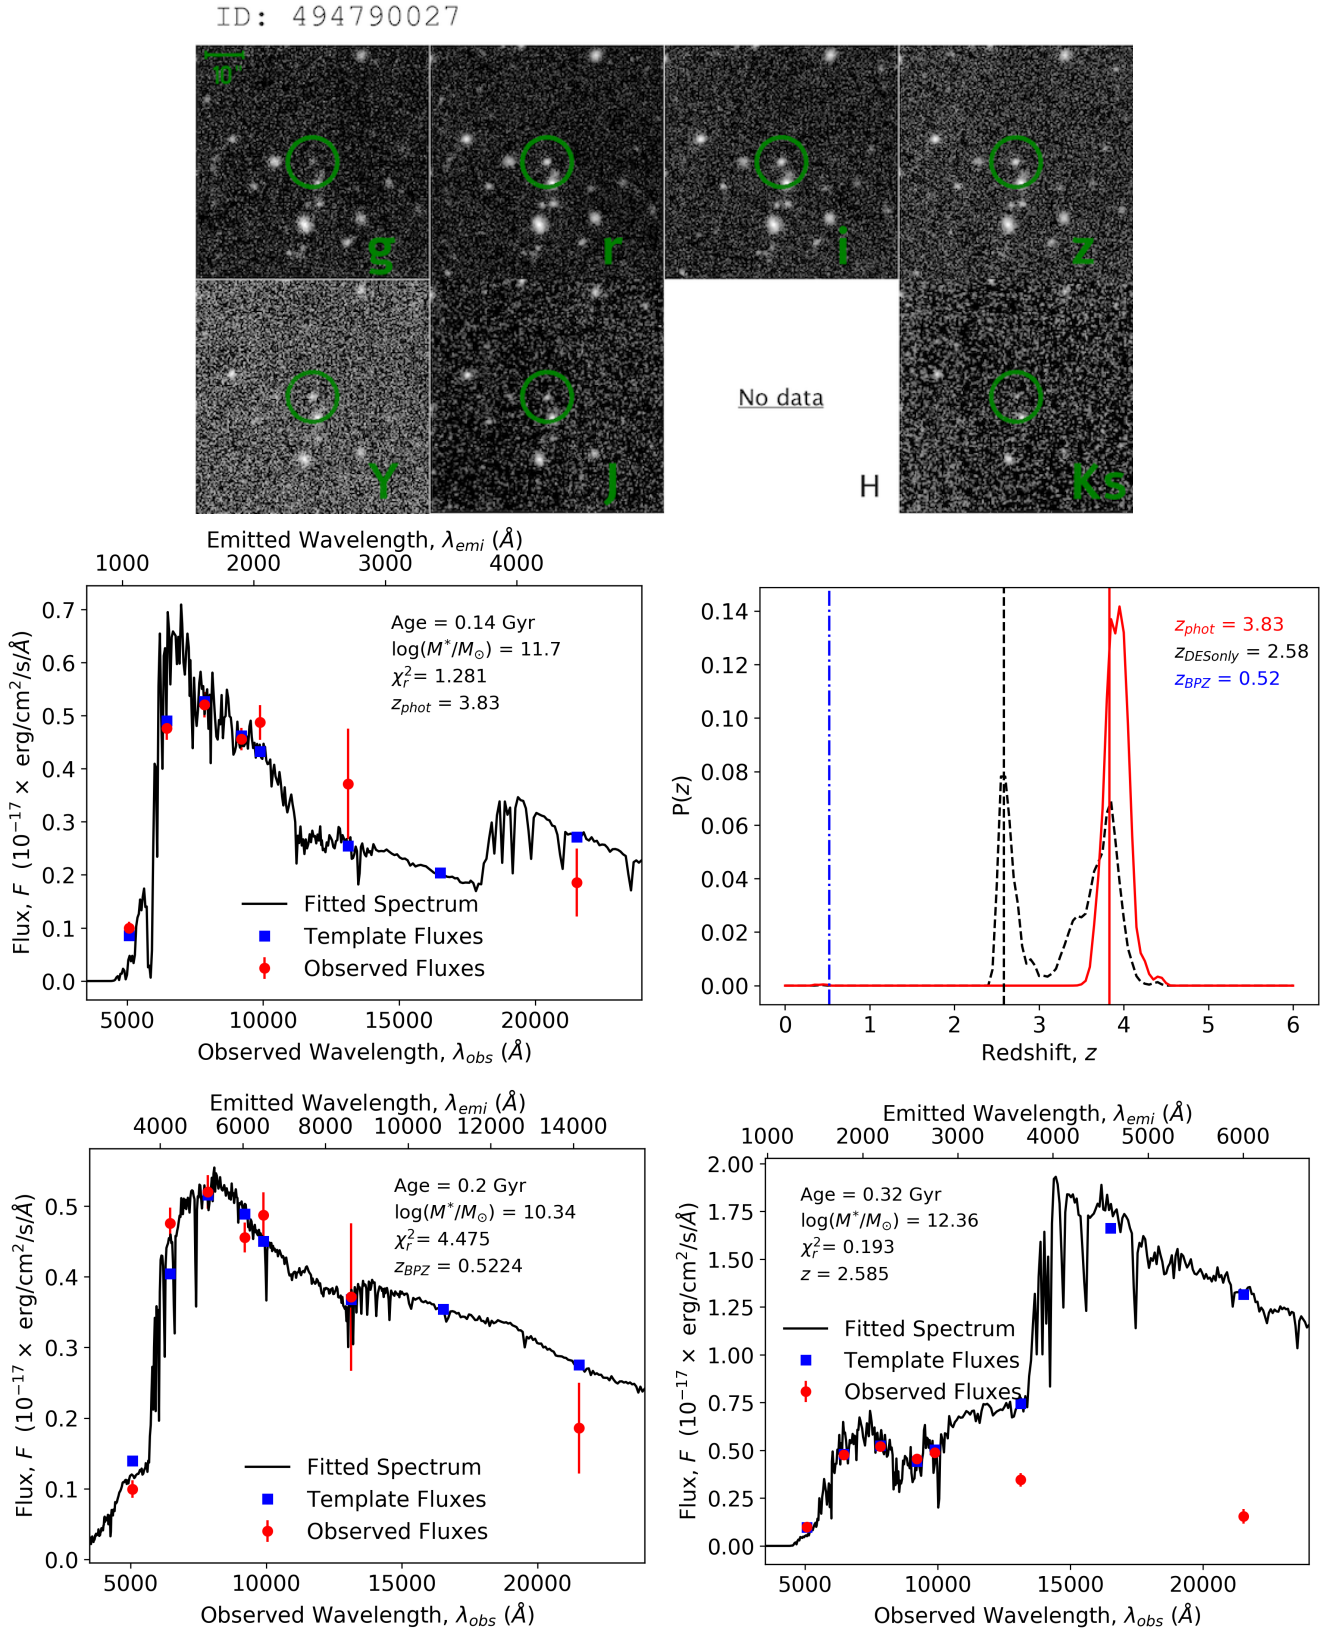 ID: 494790027
10"
g
r
i
z
Y
J
No data
H
Ks
Emitted Wavelength, λemi (Å)
1000 2000 3000 4000
Age = 0.14 Gyr
log(M*/M⊙) = 11.7
χ²r= 1.281
zphot = 3.83
Flux, F (10⁻¹⁷ × erg/cm²/s/Å)
0.7
0.6
0.5
0.4
0.3
0.2
0.1
0.0
Fitted Spectrum
Template Fluxes
Observed Fluxes
5000 10000 15000 20000
Observed Wavelength, λobs (Å)
zphot = 3.83
zDESonly = 2.58
zBPZ = 0.52
P(z)
0.14
0.12
0.10
0.08
0.06
0.04
0.02
0.00
0 1 2 3 4 5 6
Redshift, z
Emitted Wavelength, λemi (Å)
4000 6000 8000 10000 12000 14000
Age = 0.2 Gyr
log(M*/M⊙) = 10.34
χ²r= 4.475
zBPZ = 0.5224
Flux, F (10⁻¹⁷ × erg/cm²/s/Å)
0.5
0.4
0.3
0.2
0.1
0.0
Fitted Spectrum
Template Fluxes
Observed Fluxes
5000 10000 15000 20000
Observed Wavelength, λobs (Å)
Emitted Wavelength, λemi (Å)
1000 2000 3000 4000 5000 6000
Age = 0.32 Gyr
log(M*/M⊙) = 12.36
χ²r= 0.193
z = 2.585
Flux, F (10⁻¹⁷ × erg/cm²/s/Å)
2.00
1.75
1.50
1.25
1.00
0.75
0.50
0.25
0.00
Fitted Spectrum
Template Fluxes
Observed Fluxes
5000 10000 15000 20000
Observed Wavelength, λobs (Å)